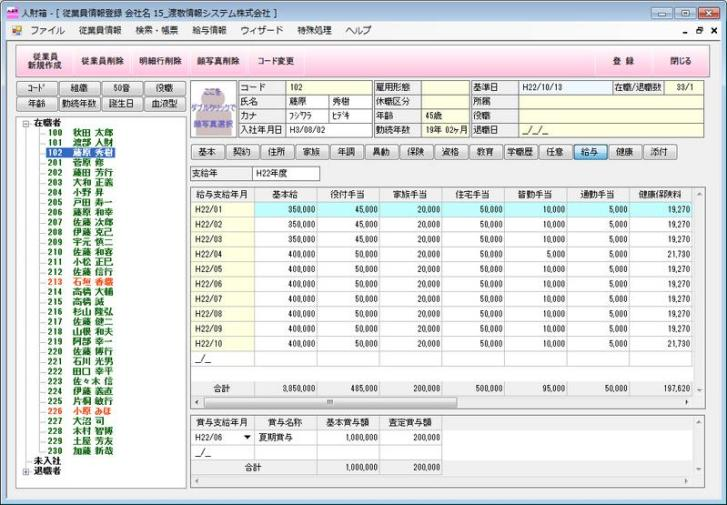 人財箱 - [ 従業員情報登録 会社名 15_渡敬情報システム株式会社 ]
ファイル 従業員情報 検索・帳票 給与情報 ウィザード 特殊処理 ヘルプ
従業員新規作成 従業員削除 明細行削除 顔写真削除 コード変更 登 録 閉じる
コード 組織 50音 役職
年齢 勤続年数 誕生日 血液型
在職者
100 秋田 太郎
101 渡部 人財
102 藤原 秀樹
201 菅原 修
202 藤田 芳行
203 大和 正義
204 小野 昇
205 戸田 寿一
206 藤原 和幸
207 佐藤 次郎
208 伊藤 克己
209 宇元 慎二
210 佐藤 和喜
211 小松 正巳
212 佐藤 信行
213 石垣 香織
214 高橋 大輔
215 高橋 誠
216 杉山 隆弘
217 佐藤 健二
218 山根 和夫
219 阿部 幸一
220 佐藤 博行
221 石川 光男
222 田口 幸平
223 佐々木 信
224 伊藤 義直
225 片桐 敏行
226 小原 みほ
227 大沼 司
228 木村 智博
229 土屋 芳友
230 加藤 新哉
未入社
退職者
ここを
ダブルクリックで
顔写真選択
コード 102 雇用形態 基準日 H22/10/13 在職/退職数 33/1
氏名 藤原 秀樹 休職区分 所属
カナ フジワラ ヒデキ 年齢 45歳 役職
入社年月日 H3/08/02 勤続年数 19年 02ヶ月 退職日 _/_/_
基本 契約 住所 家族 年調 異動 保険 資格 教育 学職歴 任意 給与 健康 添付
支給年 H22年度
給与支給年月 基本給 役付手当 家族手当 住宅手当 皆勤手当 通勤手当 健康保険料
H22/01 350,000 45,000 20,000 50,000 10,000 5,000 19,270
H22/02 350,000 45,000 20,000 50,000 10,000 5,000 19,270
H22/03 350,000 45,000 20,000 50,000 10,000 5,000 19,270
H22/04 400,000 50,000 20,000 50,000 5,000 5,000 21,730
H22/05 400,000 50,000 20,000 50,000 10,000 5,000 19,270
H22/06 400,000 50,000 20,000 50,000 10,000 5,000 19,270
H22/07 400,000 50,000 20,000 50,000 10,000 5,000 19,270
H22/08 400,000 50,000 20,000 50,000 10,000 5,000 19,270
H22/09 400,000 50,000 20,000 50,000 10,000 5,000 19,270
H22/10 400,000 50,000 20,000 50,000 10,000 5,000 21,730
_/_
合計 3,850,000 485,000 200,000 500,000 95,000 50,000 197,620
賞与支給年月 賞与名称 基本賞与額 査定賞与額
H22/06 夏期賞与 1,000,000 200,000
_/_
合計 1,000,000 200,000